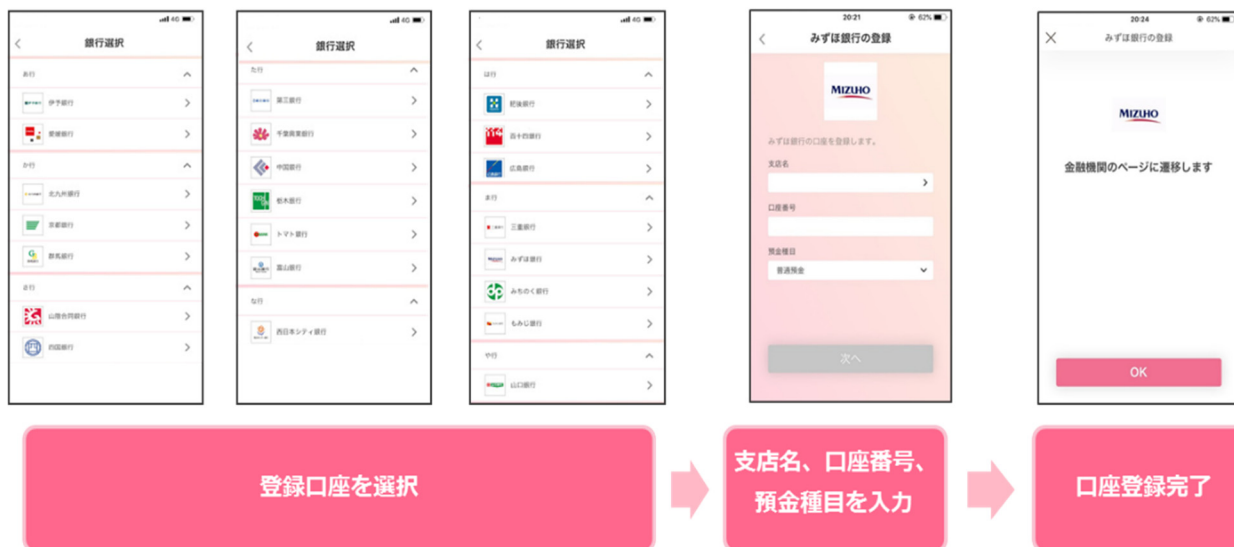 4G
銀行選択
あ行
伊予銀行
愛媛銀行
か行
北九州銀行
京都銀行
群馬銀行
さ行
山陰合同銀行
四国銀行
4G
銀行選択
た行
第三銀行
千葉興業銀行
中国銀行
栃木銀行
トマト銀行
富山銀行
な行
西日本シティ銀行
4G
銀行選択
は行
肥後銀行
百十四銀行
広島銀行
ま行
三重銀行
みずほ銀行
みちのく銀行
もみじ銀行
や行
山口銀行
20:21 62%
みずほ銀行の登録
MIZUHO
みずほ銀行の口座を登録します。
支店名
口座番号
預金種目
普通預金
次へ
20:24 62%
みずほ銀行の登録
MIZUHO
金融機関のページに遷移します
OK
登録口座を選択
支店名、口座番号、
預金種目を入力
口座登録完了